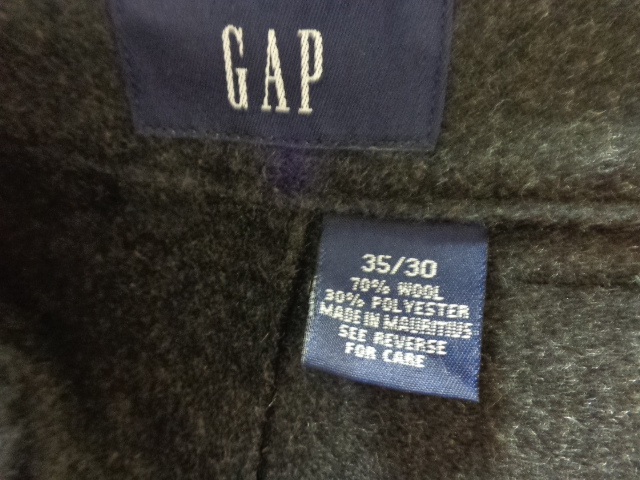 GAP
35/30
70% WOOL
30% POLYESTER
MADE IN MAURITIUS
SEE REVERSE
FOR CARE